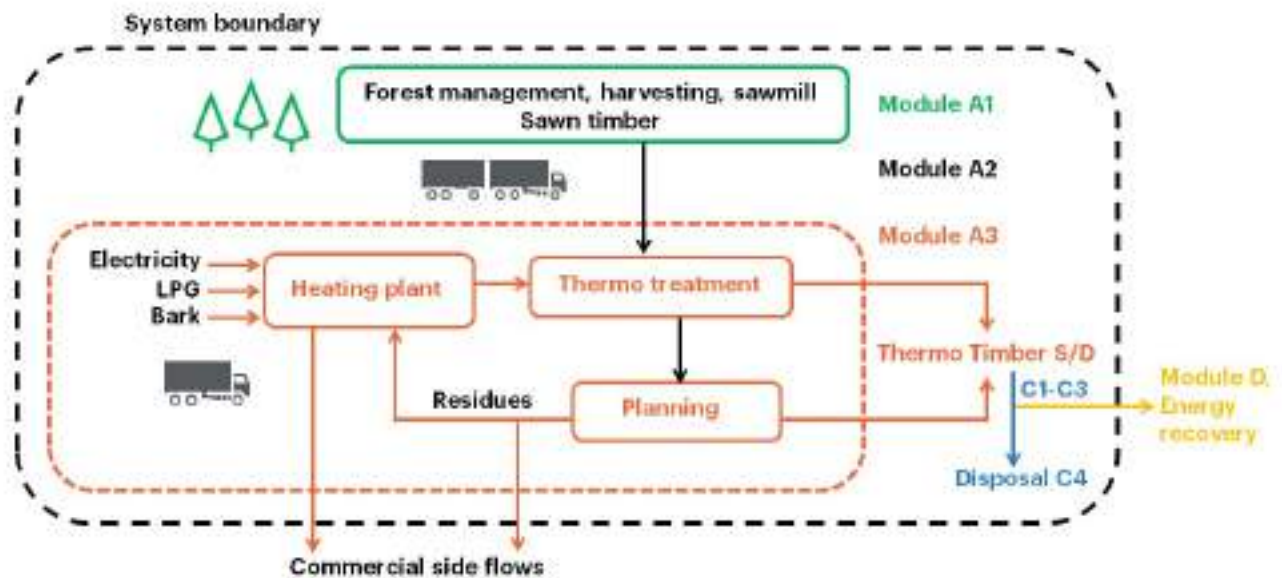 System boundary
Forest management, harvesting, sawmill
Sawn timber
Module A1
Module A2
Module A3
Electricity
LPG
Bark
Heating plant
Thermo treatment
Thermo Timber S/D
Residues
Planning
C1-C3
Module D,
Energy
recovery
Disposal C4
Commercial side flows